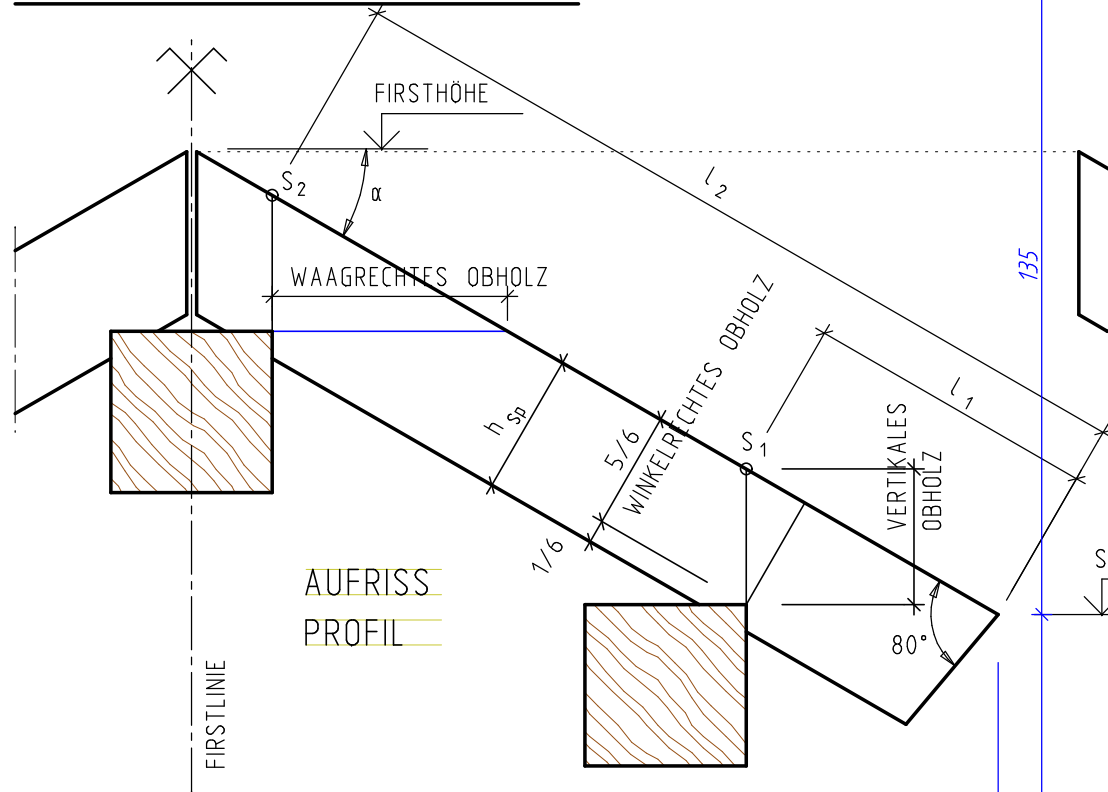 FIRSTHÖHE
S2
α
l2
WAAGRECHTES OBHOLZ
135
WINKELRECHTES OBHOLZ
l1
hSp
5/6
S1
VERTIKALES
OBHOLZ
1/6
AUFRISS
PROFIL
S
80°
FIRSTLINIE